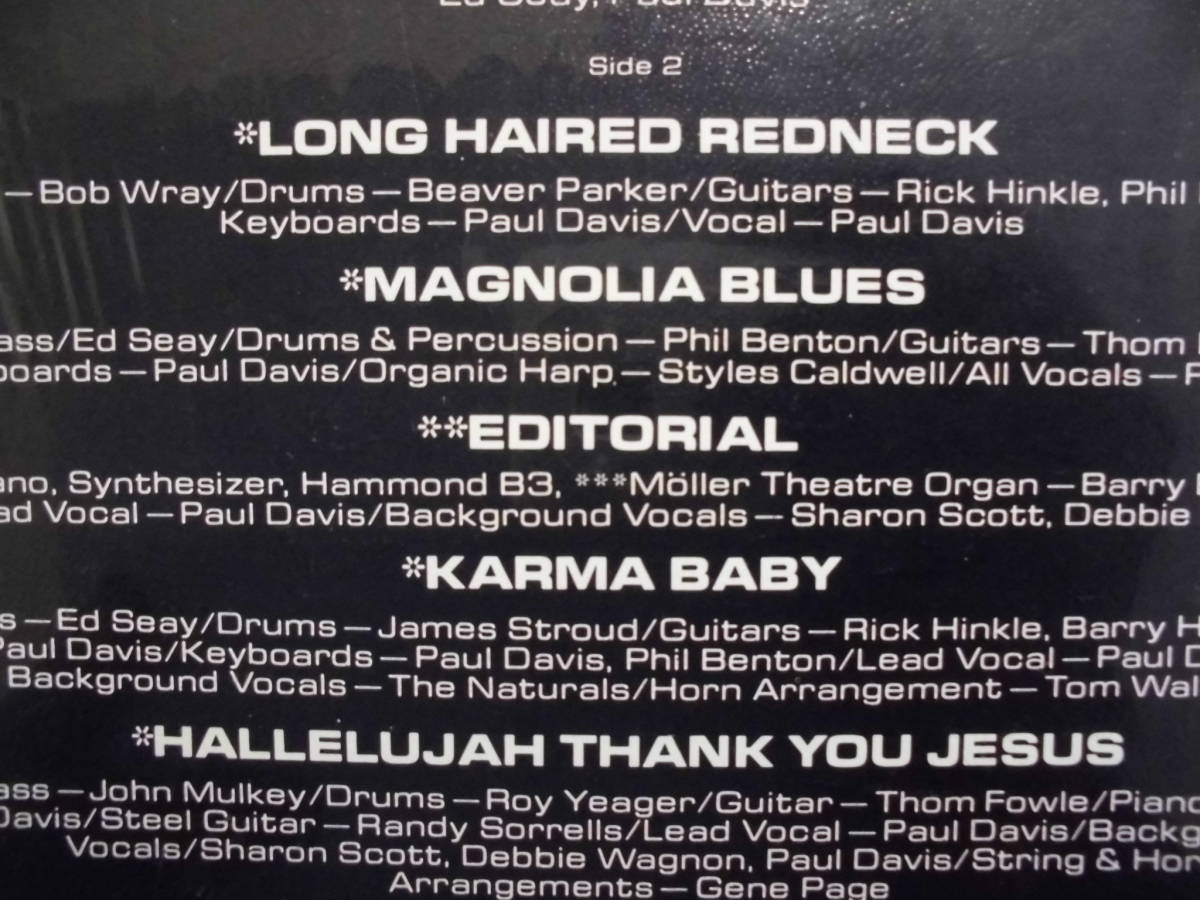 Ed Seay, Paul Davis
Side 2
*LONG HAIRED REDNECK
— Bob Wray/Drums — Beaver Parker/Guitars — Rick Hinkle, Phil
Keyboards — Paul Davis/Vocal — Paul Davis
*MAGNOLIA BLUES
ass/Ed Seay/Drums & Percussion — Phil Benton/Guitars — Thom
boards — Paul Davis/Organic Harp — Styles Caldwell/All Vocals —
**EDITORIAL
ano, Synthesizer, Hammond B3, ***Möller Theatre Organ — Barry
ad Vocal — Paul Davis/Background Vocals — Sharon Scott, Debbie
*KARMA BABY
s — Ed Seay/Drums — James Stroud/Guitars — Rick Hinkle, Barry H
Paul Davis/Keyboards — Paul Davis, Phil Benton/Lead Vocal — Paul D
Background Vocals — The Naturals/Horn Arrangement — Tom Wal
*HALLELUJAH THANK YOU JESUS
ass — John Mulkey/Drums — Roy Yeager/Guitar — Thom Fowle/Piano
Davis/Steel Guitar — Randy Sorrells/Lead Vocal — Paul Davis/Backg
Vocals/Sharon Scott, Debbie Wagnon, Paul Davis/String & Hor
Arrangements — Gene Page